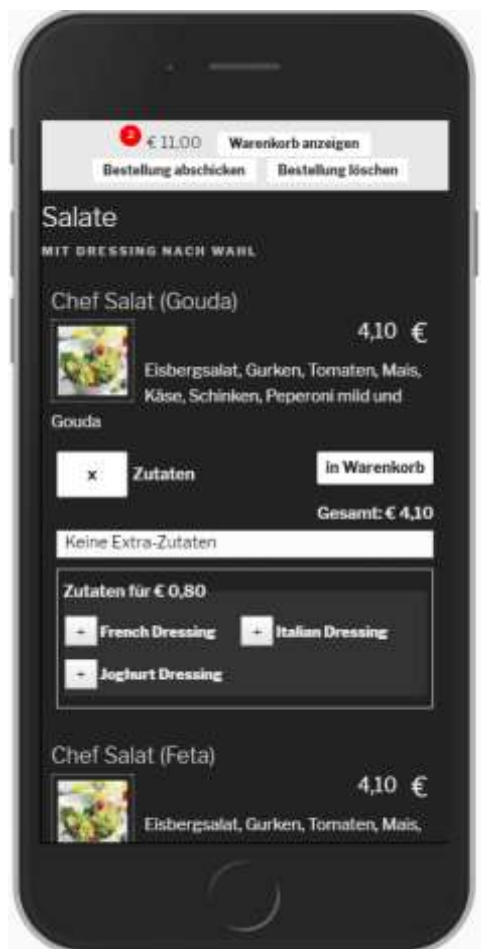 2 € 11.00 Warenkorb anzeigen
Bestellung abschicken Bestellung löschen
Salate
MIT DRESSING NACH WAHL
Chef Salat (Gouda)
4,10 €
Eisbergsalat, Gurken, Tomaten, Mais,
Käse, Schinken, Peperoni mild und
Gouda
x Zutaten in Warenkorb
Gesamt: € 4,10
Keine Extra-Zutaten
Zutaten für € 0,80
+ French Dressing + Italian Dressing
+ Joghurt Dressing
Chef Salat (Feta)
4,10 €
Eisbergsalat, Gurken, Tomaten, Mais,